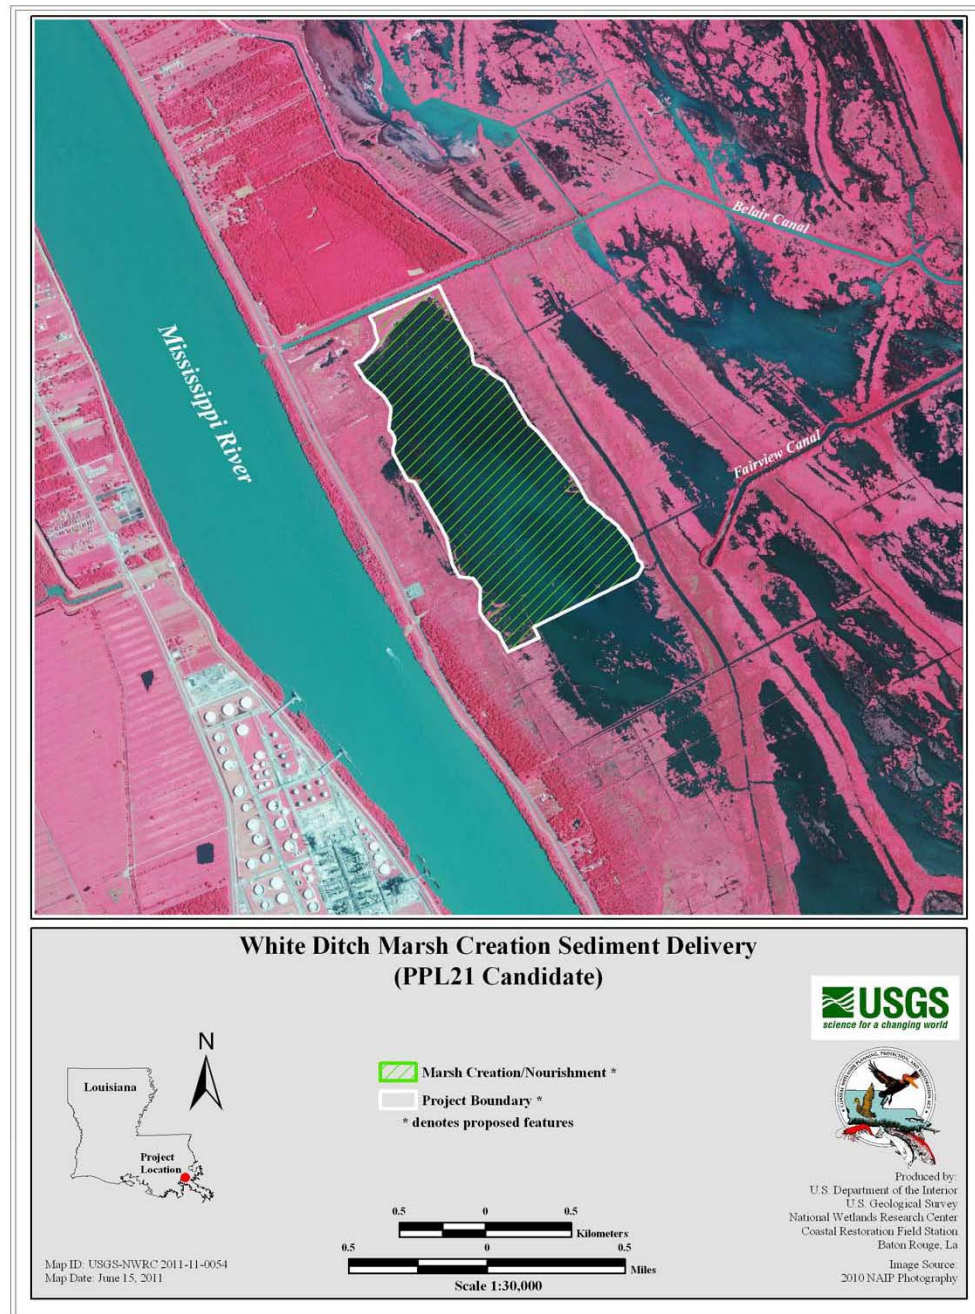 Belair Canal
Mississippi River
Fairview Canal
White Ditch Marsh Creation Sediment Delivery
(PPL21 Candidate)
USGS
science for a changing world
N
Louisiana
Project
Location
Marsh Creation/Nourishment *
Project Boundary *
* denotes proposed features
0.5 0 0.5
Kilometers
0.5 0 0.5
Miles
Scale 1:30,000
Map ID: USGS-NWRC 2011-11-0054
Map Date: June 15, 2011
Produced by:
U.S. Department of the Interior
U.S. Geological Survey
National Wetlands Research Center
Coastal Restoration Field Station
Baton Rouge, La
Image Source:
2010 NAIP Photography